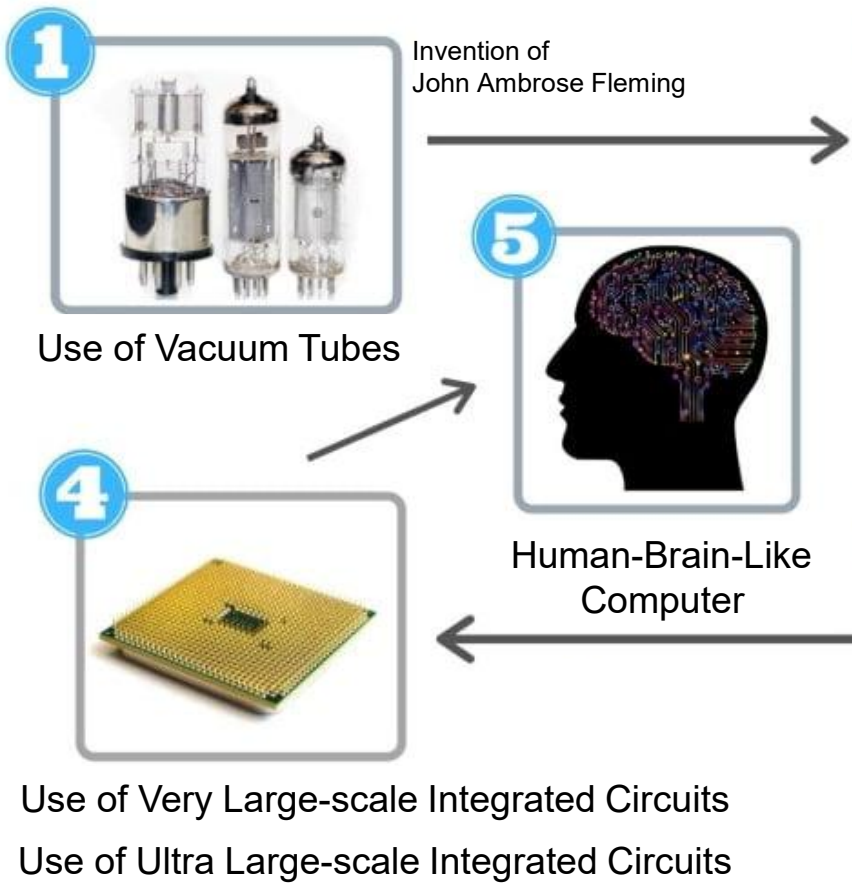 1
Invention of
John Ambrose Fleming
Use of Vacuum Tubes
5
Human-Brain-Like
Computer
4
Use of Very Large-scale Integrated Circuits
Use of Ultra Large-scale Integrated Circuits